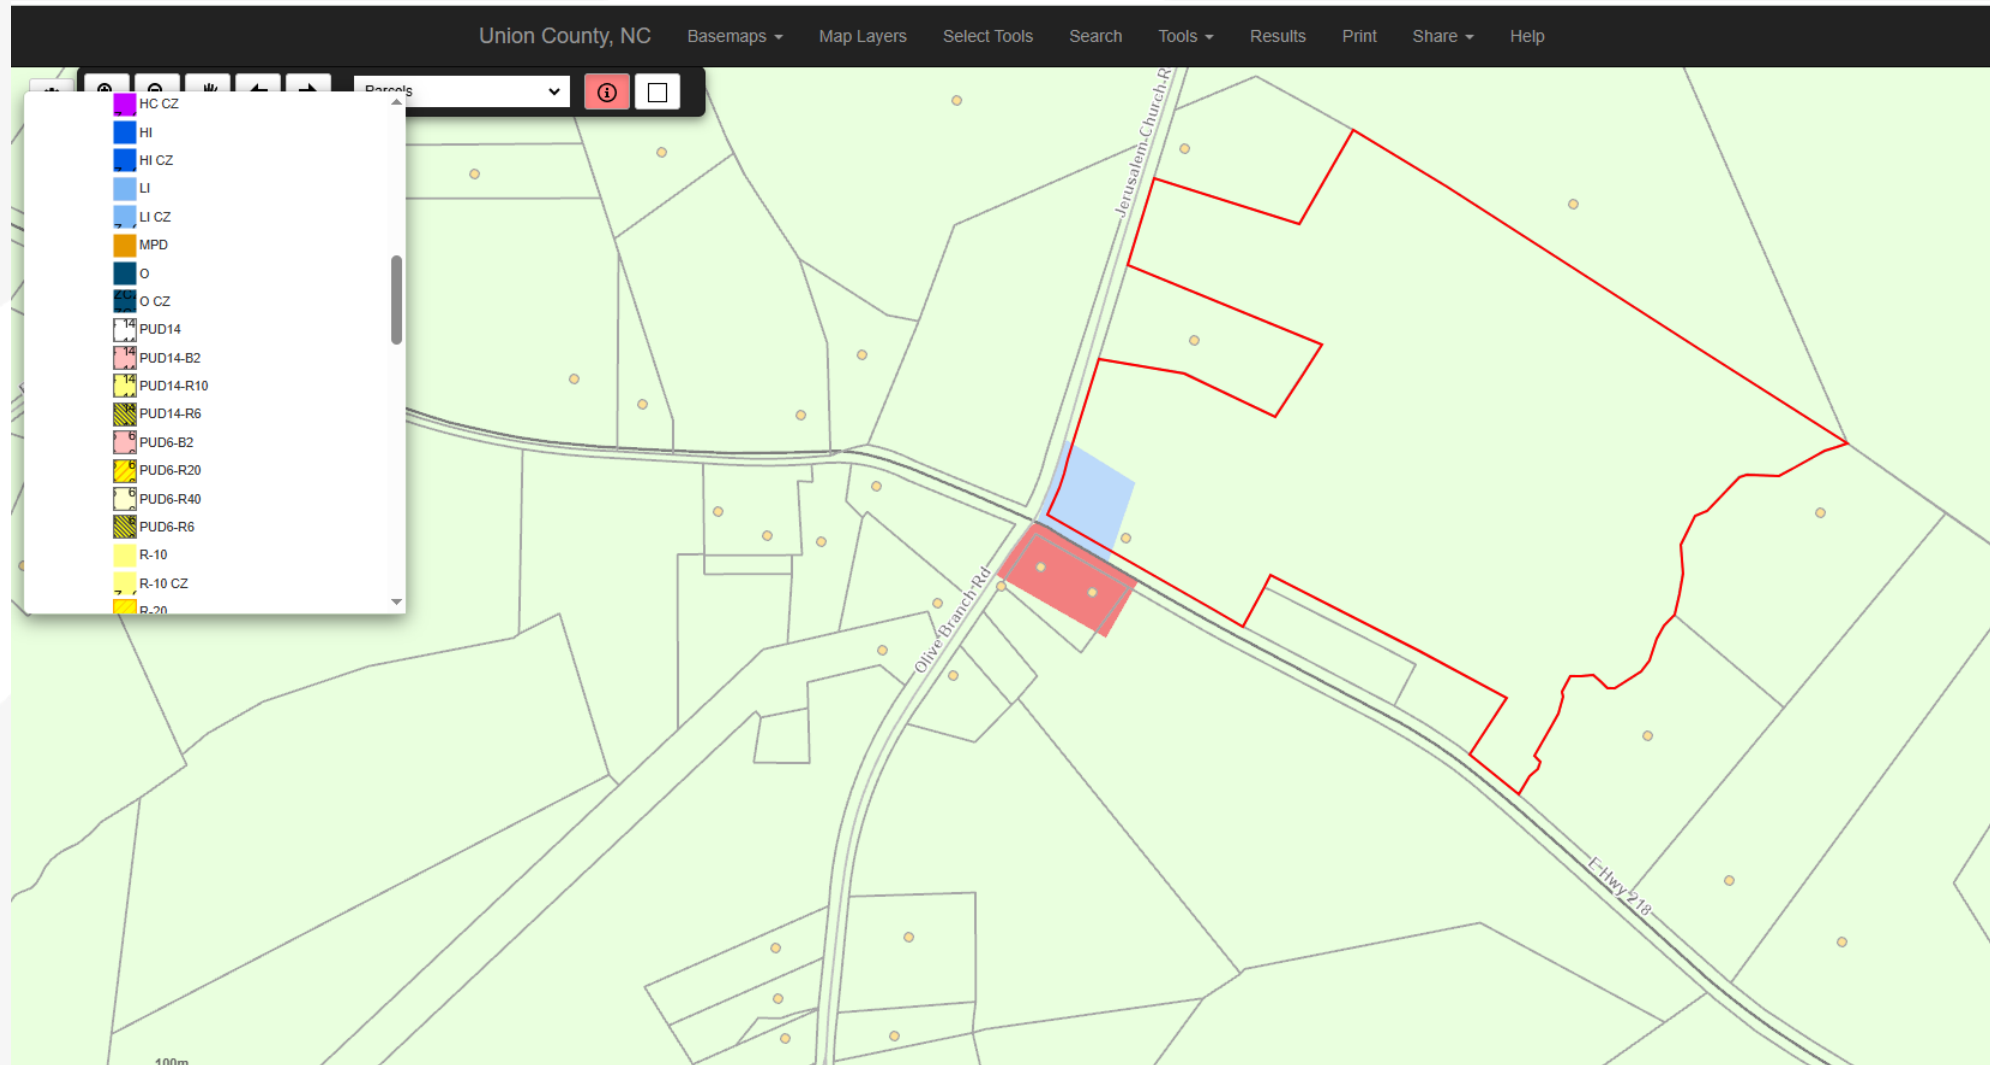 Union County, NC Basemaps Map Layers Select Tools Search Tools Results Print Share Help
Parcels
HC CZ
HI
HI CZ
LI
LI CZ
MPD
O
O CZ
PUD14
PUD14-B2
PUD14-R10
PUD14-R6
PUD6-B2
PUD6-R20
PUD6-R40
PUD6-R6
R-10
R-10 CZ
R-20
Jerusalem-Church-R
Olive Branch-Rd
E-Hwy-218
100m